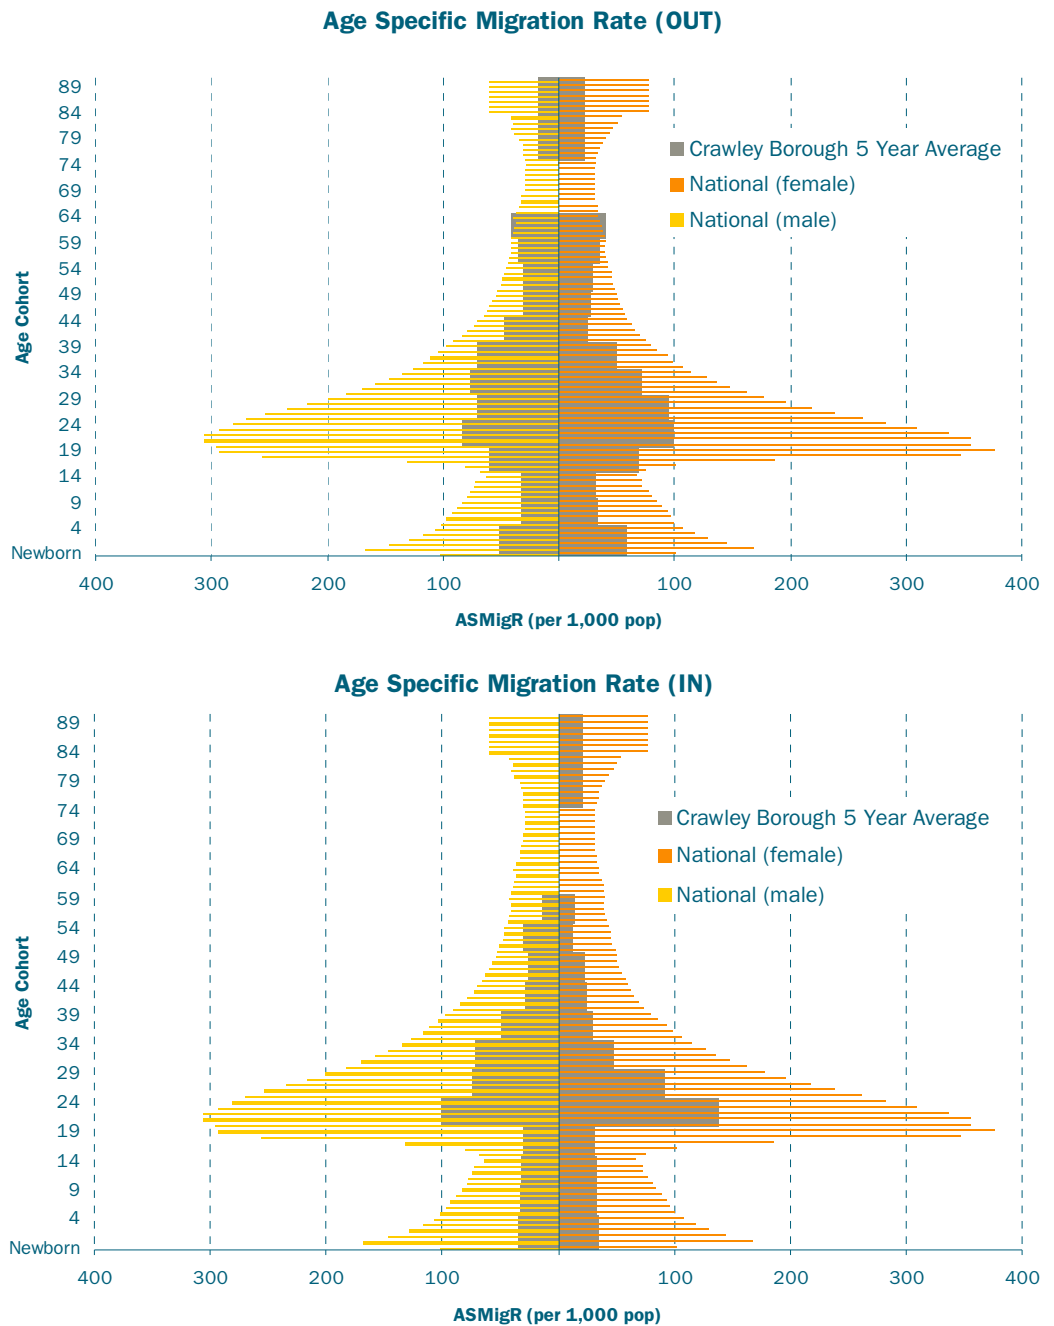 Age Specific Migration Rate (OUT)
89
84
79
74
69
64
59
54
49
44
39
34
29
24
19
14
9
4
Newborn
Age Cohort
Crawley Borough 5 Year Average
National (female)
National (male)
400 300 200 100 100 200 300 400
ASMigR (per 1,000 pop)
Age Specific Migration Rate (IN)
89
84
79
74
69
64
59
54
49
44
39
34
29
24
19
14
9
4
Newborn
Age Cohort
Crawley Borough 5 Year Average
National (female)
National (male)
400 300 200 100 100 200 300 400
ASMigR (per 1,000 pop)